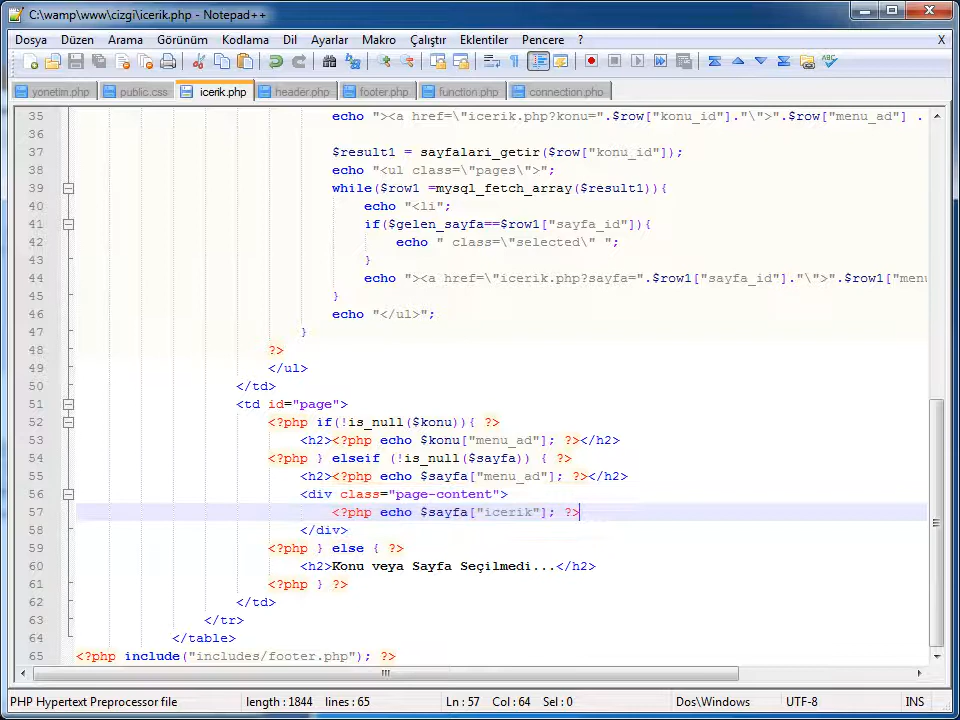 C:\wamp\www\cizgi\icerik.php - Notepad++
Dosya Düzen Arama Görünüm Kodlama Dil Ayarlar Makro Çalıştır Eklentiler Pencere ? X
yonetim.php public.css icerik.php header.php footer.php function.php connection.php
35 echo "><a href=\"icerik.php?konu=".$row["konu_id"]."\">".$row["menu_ad"] .
36
37 $result1 = sayfalari_getir($row["konu_id"]);
38 echo "<ul class=\"pages\">";
39 while($row1 =mysql_fetch_array($result1)){
40 echo "<li";
41 if($gelen_sayfa==$row1["sayfa_id"]){
42 echo " class=\"selected\" ";
43 }
44 echo "><a href=\"icerik.php?sayfa=".$row1["sayfa_id"]."\">".$row1["menu
45 }
46 echo "</ul>";
47 }
48 ?>
49 </ul>
50 </td>
51 <td id="page">
52 <?php if(!is_null($konu)){ ?>
53 <h2><?php echo $konu["menu_ad"]; ?></h2>
54 <?php } elseif (!is_null($sayfa)) { ?>
55 <h2><?php echo $sayfa["menu_ad"]; ?></h2>
56 <div class="page-content">
57 <?php echo $sayfa["icerik"]; ?>
58 </div>
59 <?php } else { ?>
60 <h2>Konu veya Sayfa Seçilmedi...</h2>
61 <?php } ?>
62 </td>
63 </tr>
64 </table>
65 <?php include("includes/footer.php"); ?>
PHP Hypertext Preprocessor file length : 1844 lines : 65 Ln : 57 Col : 64 Sel : 0 Dos\Windows UTF-8 INS